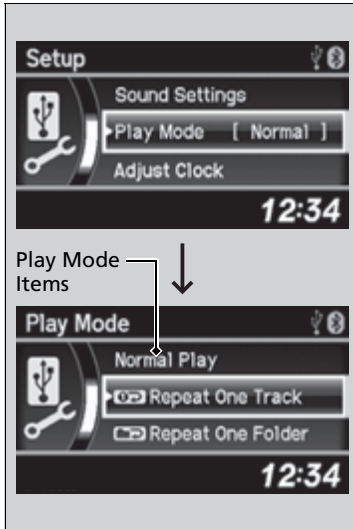 Setup
Sound Settings
Play Mode [ Normal ]
Adjust Clock
12:34
Play Mode
Items
Play Mode
Normal Play
Repeat One Track
Repeat One Folder
12:34